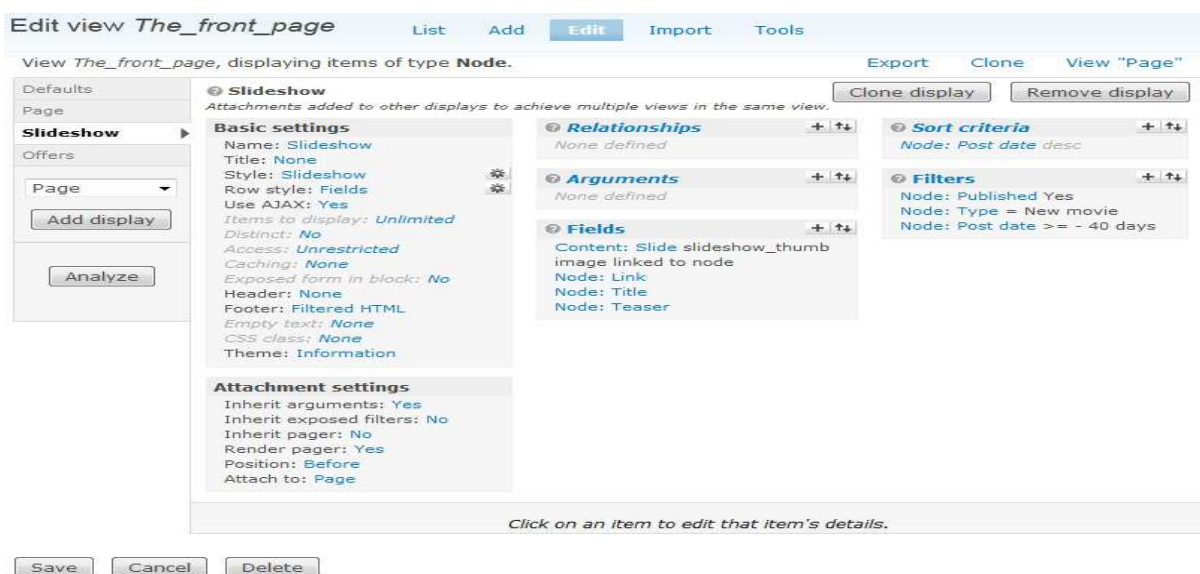 Edit view The_front_page
List Add Edit Import Tools
View The_front_page, displaying items of type Node.
Export Clone View "Page"
Defaults
Page
Slideshow
Offers
Page
Add display
Analyze
Slideshow
Attachments added to other displays to achieve multiple views in the same view.
Clone display Remove display
Basic settings
Name: Slideshow
Title: None
Style: Slideshow
Row style: Fields
Use AJAX: Yes
Items to display: Unlimited
Distinct: No
Access: Unrestricted
Caching: None
Exposed form in block: No
Header: None
Footer: Filtered HTML
Empty text: None
CSS class: None
Theme: Information
Attachment settings
Inherit arguments: Yes
Inherit exposed filters: No
Inherit pager: No
Render pager: Yes
Position: Before
Attach to: Page
Relationships
None defined
Arguments
None defined
Fields
Content: Slide slideshow_thumb
image linked to node
Node: Link
Node: Title
Node: Teaser
Sort criteria
Node: Post date desc
Filters
Node: Published Yes
Node: Type = New movie
Node: Post date >= - 40 days
Click on an item to edit that item's details.
Save Cancel Delete